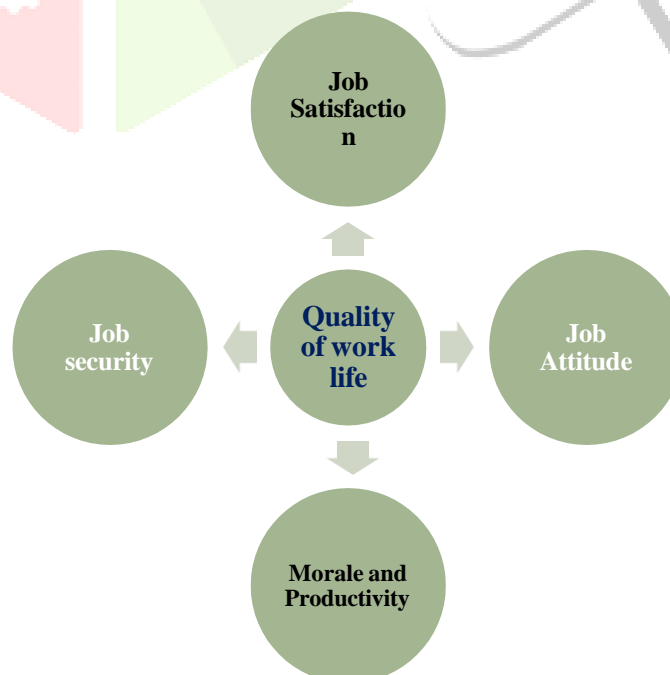 Job
Satisfactio
n
Job
security
Quality
of work
life
Job
Attitude
Morale and
Productivity